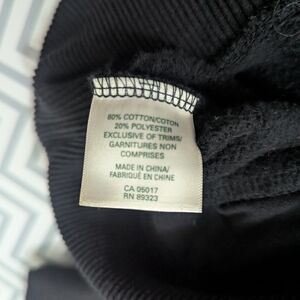 80% COTTON/COTON
20% POLYESTER
EXCLUSIVE OF TRIMS/
GARNITURES NON
COMPRISES
MADE IN CHINA/
FABRIQUÉ EN CHINE
CA 05017
RN 89323